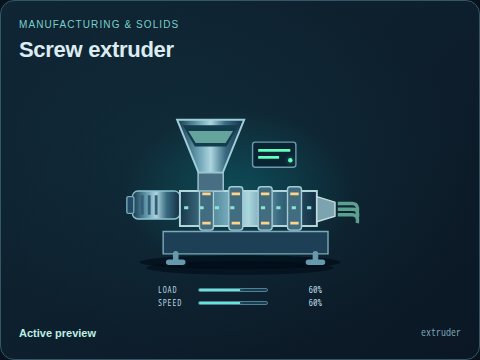 MANUFACTURING & SOLIDS
Screw extruder
LOAD 60%
SPEED 60%
Active preview
extruder